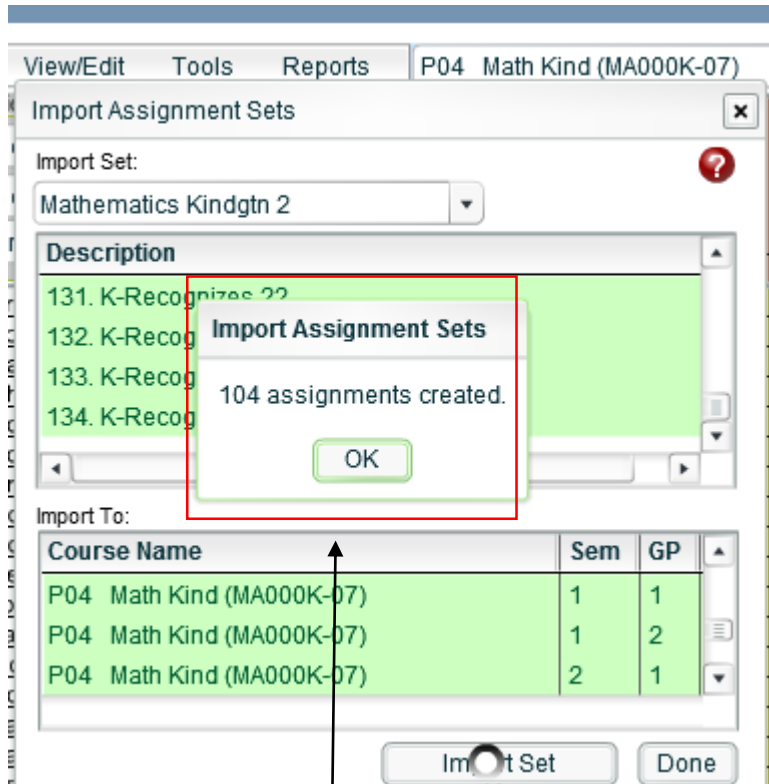 View/Edit Tools Reports P04 Math Kind (MA000K-07)
Import Assignment Sets
Import Set:
Mathematics Kindgtn 2
Description
131. K-Recognizes 22
132. K-Recog
133. K-Recog
134. K-Recog
Import Assignment Sets
104 assignments created.
OK
Import To:
Course Name Sem GP
P04 Math Kind (MA000K-07) 1 1
P04 Math Kind (MA000K-07) 1 2
P04 Math Kind (MA000K-07) 2 1
Import Set Done